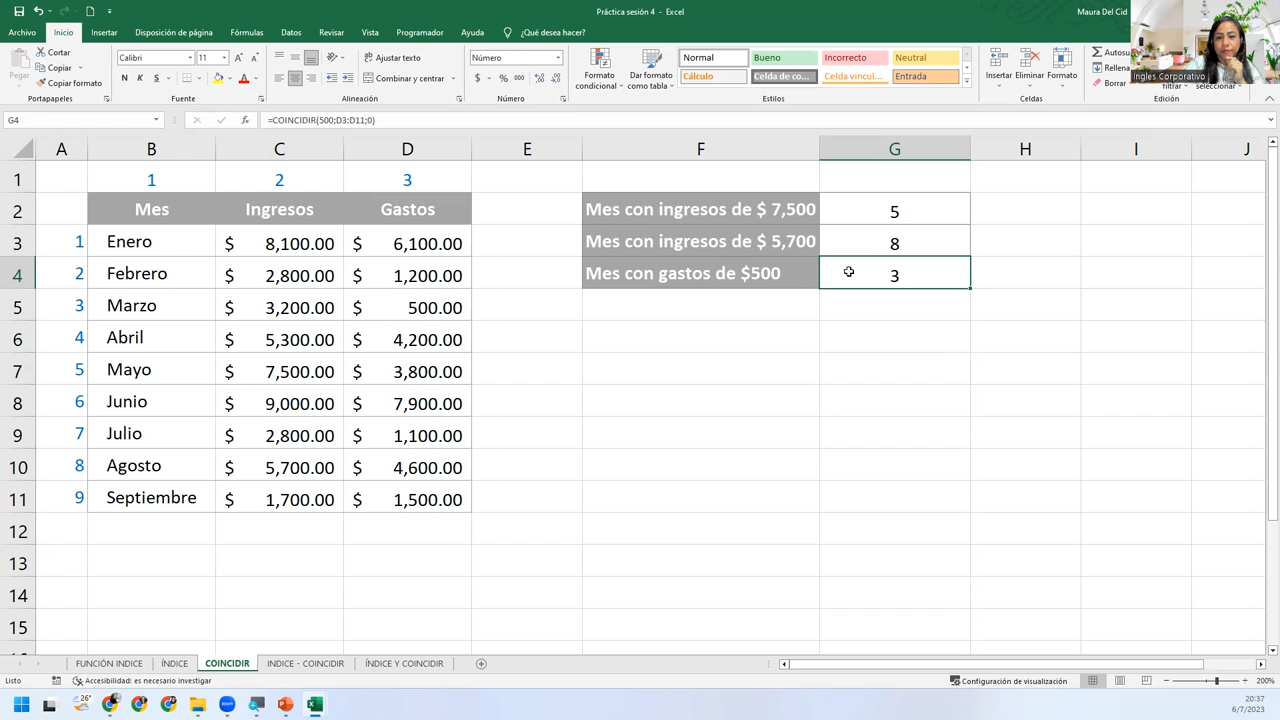 Práctica sesión 4 - Excel
Maura Del Cid
Archivo Inicio Insertar Disposición de página Fórmulas Datos Revisar Vista Programador Ayuda ¿Qué desea hacer?
Pegar
Cortar
Copiar
Copiar formato
Portapapeles
Calibri 11
N K S
Fuente
Ajustar texto
Combinar y centrar
Alineación
Número
$ % 000
Número
Formato condicional
Dar formato como tabla
Normal Bueno Incorrecto Neutral
Cálculo Celda de co... Celda vincul... Entrada
Estilos
Insertar Eliminar Formato
Celdas
Autosu
Rellena
filtrar
Edición
Ingles Corporativo
G4 fx =COINCIDIR(500;D3:D11;0)
A B C D E F G H I J
1 1 2 3
2 Mes Ingresos Gastos Mes con ingresos de $ 7,500 5
3 1 Enero $ 8,100.00 $ 6,100.00 Mes con ingresos de $ 5,700 8
4 2 Febrero $ 2,800.00 $ 1,200.00 Mes con gastos de $500 3
5 3 Marzo $ 3,200.00 $ 500.00
6 4 Abril $ 5,300.00 $ 4,200.00
7 5 Mayo $ 7,500.00 $ 3,800.00
8 6 Junio $ 9,000.00 $ 7,900.00
9 7 Julio $ 2,800.00 $ 1,100.00
10 8 Agosto $ 5,700.00 $ 4,600.00
11 9 Septiembre $ 1,700.00 $ 1,500.00
12
13
14
15
FUNCIÓN INDICE ÍNDICE COINCIDIR INDICE - COINCIDIR ÍNDICE Y COINCIDIR
Listo Accesibilidad: es necesario investigar Configuración de visualización 200%
26°
20:37
6/7/2023